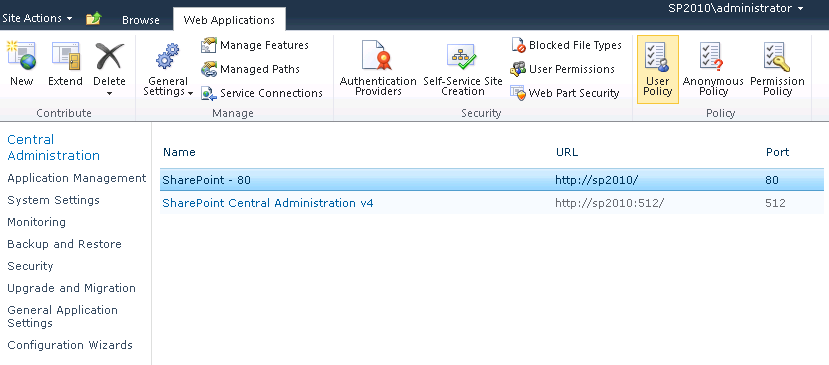 SP2010\administrator
Site Actions
Browse
Web Applications
New
Extend
Delete
General
Settings
Manage Features
Managed Paths
Service Connections
Authentication
Providers
Self-Service Site
Creation
Blocked File Types
User Permissions
Web Part Security
User
Policy
Anonymous
Policy
Permission
Policy
Contribute
Manage
Security
Policy
Central
Administration
Application Management
System Settings
Monitoring
Backup and Restore
Security
Upgrade and Migration
General Application
Settings
Configuration Wizards
Name URL Port
SharePoint - 80 http://sp2010/ 80
SharePoint Central Administration v4 http://sp2010:512/ 512